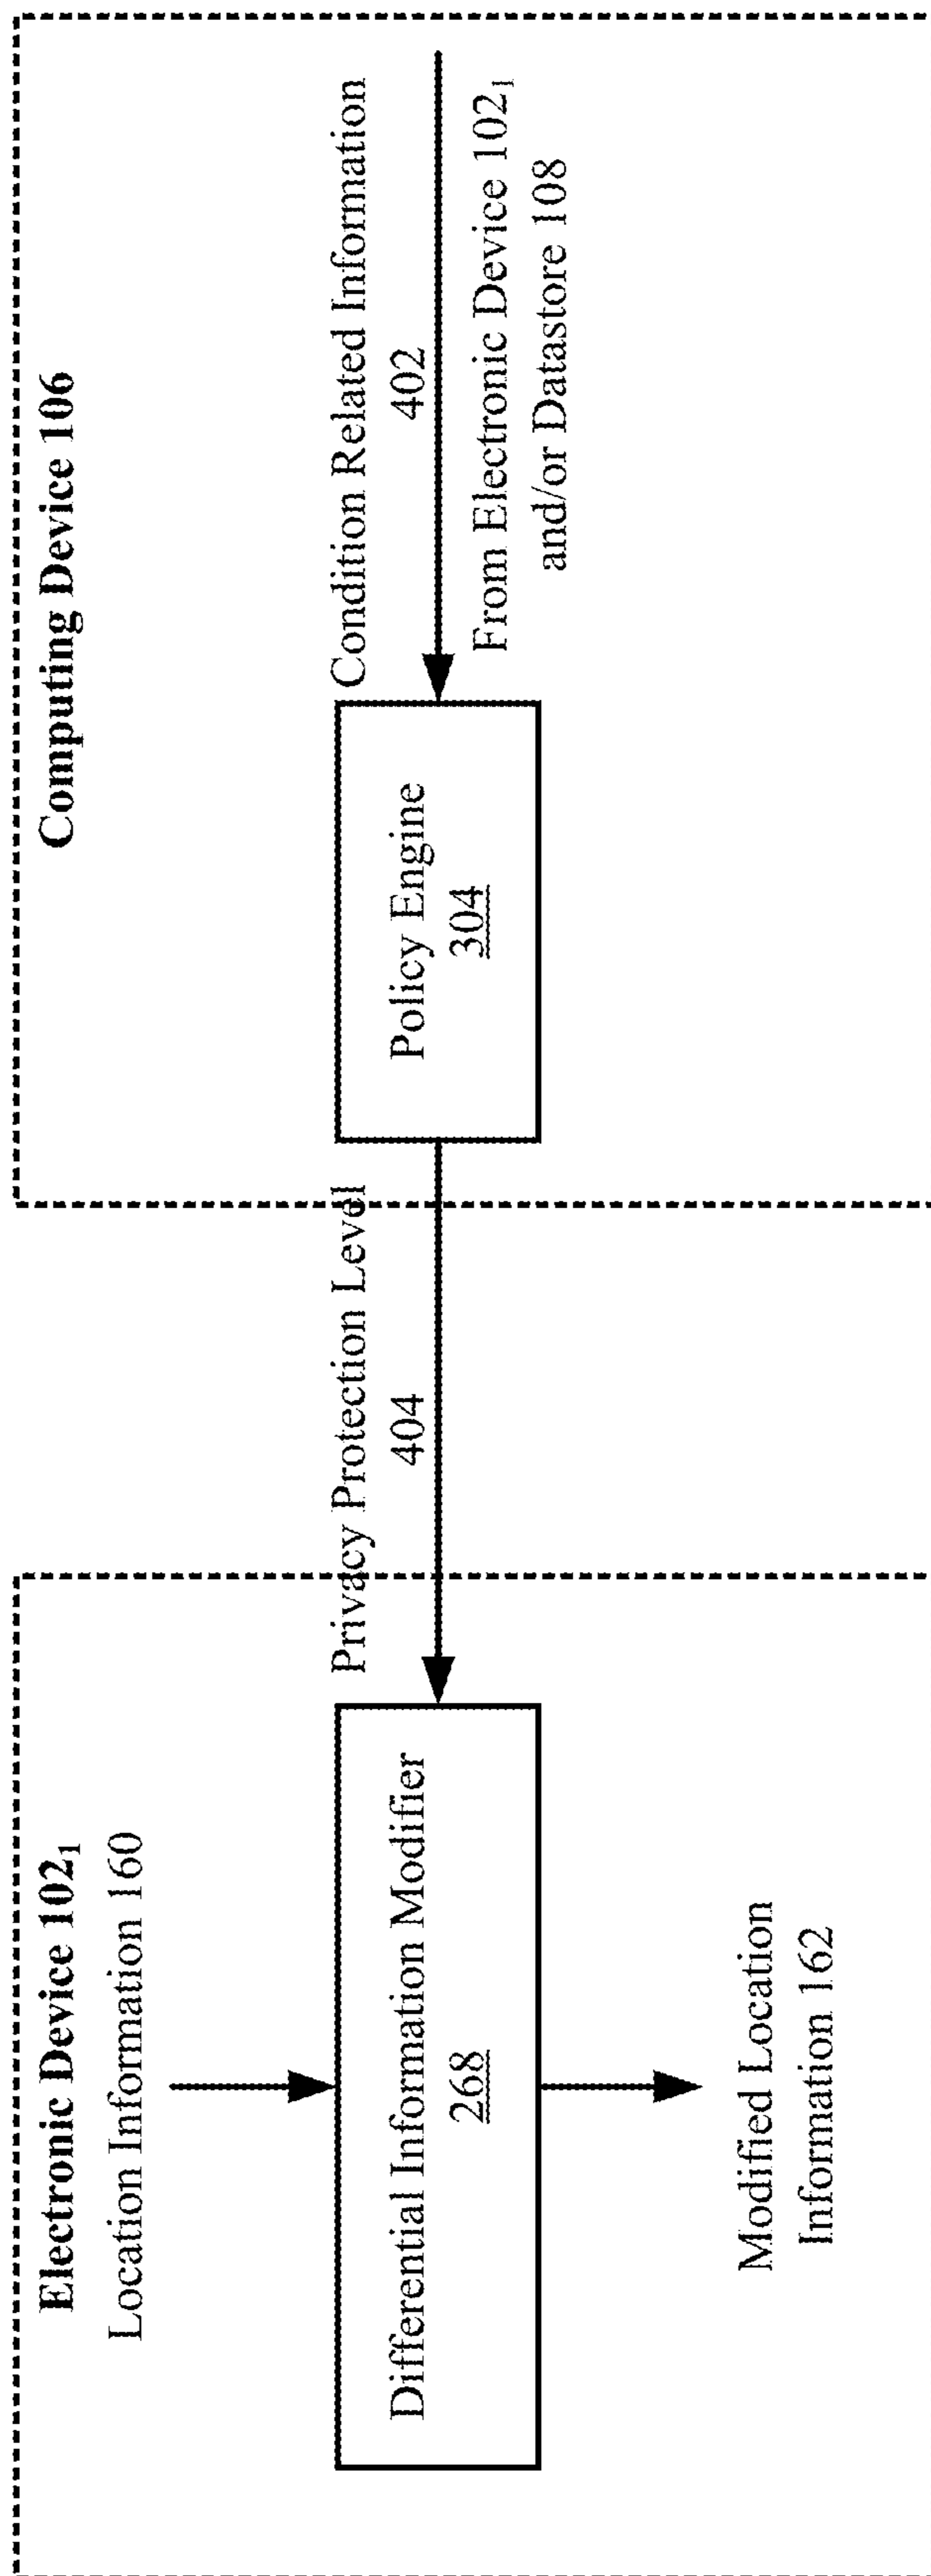 Electronic Device 102₁
Location Information 160
Differential Information Modifier
268
Modified Location
Information 162
Privacy Protection Level
404
Computing Device 106
Policy Engine
304
Condition Related Information
402
From Electronic Device 102₁
and/or Datastore 108